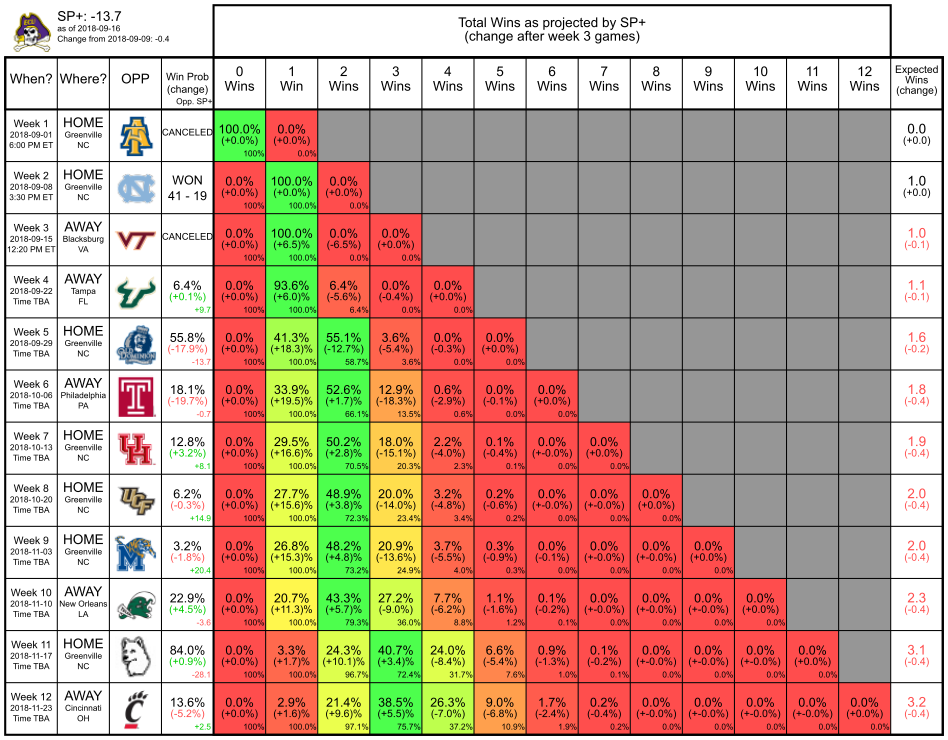 SP+: -13.7
as of 2018-09-16
Change from 2018-09-09: -0.4
Total Wins as projected by SP+
(change after week 3 games)
When? Where? OPP Win Prob (change) Opp. SP+ 0 Wins 1 Win 2 Wins 3 Wins 4 Wins 5 Wins 6 Wins 7 Wins 8 Wins 9 Wins 10 Wins 11 Wins 12 Wins Expected Wins (change)
Week 1 HOME
2018-09-01 Greenville CANCELED 100.0% 0.0% 0.0
6:00 PM ET NC (+0.0%) (+0.0%) (+0.0)
100% 0.0%
Week 2 HOME WON 0.0% 100.0% 0.0% 1.0
2018-09-08 Greenville 41 - 19 (+0.0%) (+0.0)% (+0.0%) (+0.0)
3:30 PM ET NC 100% 100.0% 0.0%
Week 3 AWAY CANCELED 0.0% 100.0% 0.0% 0.0% 1.0
2018-09-15 Blacksburg (+0.0%) (+6.5)% (-6.5%) (+0.0%) (-0.1)
12:20 PM ET VA 100% 100.0% 0.0% 0.0%
Week 4 AWAY 6.4% 0.0% 93.6% 6.4% 0.0% 0.0% 1.1
2018-09-22 Tampa (+0.1%) (+0.0%) (+6.0)% (-5.6%) (-0.4%) (+0.0%) (-0.1)
Time TBA FL +9.7 100% 100.0% 6.4% 0.0% 0.0%
Week 5 HOME 55.8% 0.0% 41.3% 55.1% 3.6% 0.0% 0.0% 1.6
2018-09-29 Greenville (-17.9%) (+0.0%) (+18.3)% (-12.7%) (-5.4%) (-0.3%) (+0.0%) (-0.2)
Time TBA NC -13.7 100% 100.0% 58.7% 3.6% 0.0% 0.0%
Week 6 AWAY 18.1% 0.0% 33.9% 52.6% 12.9% 0.6% 0.0% 0.0% 1.8
2018-10-06 Philadelphia (-19.7%) (+0.0%) (+19.5)% (+1.7)% (-18.3%) (-2.9%) (-0.1%) (+0.0%) (-0.4)
Time TBA PA -0.7 100% 100.0% 66.1% 13.5% 0.6% 0.0% 0.0%
Week 7 HOME 12.8% 0.0% 29.5% 50.2% 18.0% 2.2% 0.1% 0.0% 0.0% 1.9
2018-10-13 Greenville (+3.2%) (+0.0%) (+16.6)% (+2.8)% (-15.1%) (-4.0%) (-0.4%) (+-0.0%) (+0.0%) (-0.4)
Time TBA NC +8.1 100% 100.0% 70.5% 20.3% 2.3% 0.1% 0.0% 0.0%
Week 8 HOME 6.2% 0.0% 27.7% 48.9% 20.0% 3.2% 0.2% 0.0% 0.0% 0.0% 2.0
2018-10-20 Greenville (-0.3%) (+0.0%) (+15.6)% (+3.8)% (-14.0%) (-4.8%) (-0.6%) (+-0.0%) (+-0.0%) (+0.0%) (-0.4)
Time TBA NC +14.9 100% 100.0% 72.3% 23.4% 3.4% 0.2% 0.0% 0.0% 0.0%
Week 9 HOME 3.2% 0.0% 26.8% 48.2% 20.9% 3.7% 0.3% 0.0% 0.0% 0.0% 0.0% 2.0
2018-11-03 Greenville (-1.8%) (+0.0%) (+15.3)% (+4.8)% (-13.6%) (-5.5%) (-0.9%) (-0.1%) (+-0.0%) (+-0.0%) (+0.0%) (-0.4)
Time TBA NC +20.4 100% 100.0% 73.2% 24.9% 4.0% 0.3% 0.0% 0.0% 0.0% 0.0%
Week 10 AWAY 22.9% 0.0% 20.7% 43.3% 27.2% 7.7% 1.1% 0.1% 0.0% 0.0% 0.0% 0.0% 2.3
2018-11-10 New Orleans (+4.5%) (+0.0%) (+11.3)% (+5.7)% (-9.0%) (-6.2%) (-1.6%) (-0.2%) (+-0.0%) (+-0.0%) (+-0.0%) (+0.0%) (-0.4)
Time TBA LA -3.6 100% 100.0% 79.3% 36.0% 8.8% 1.2% 0.1% 0.0% 0.0% 0.0% 0.0%
Week 11 HOME 84.0% 0.0% 3.3% 24.3% 40.7% 24.0% 6.6% 0.9% 0.1% 0.0% 0.0% 0.0% 0.0% 3.1
2018-11-17 Greenville (+0.9%) (+0.0%) (+1.7)% (+10.1)% (+3.4)% (-8.4%) (-5.4%) (-1.3%) (-0.2%) (+-0.0%) (+-0.0%) (+-0.0%) (+0.0%) (-0.4)
Time TBA NC -28.1 100% 100.0% 96.7% 72.4% 31.7% 7.6% 1.0% 0.1% 0.0% 0.0% 0.0% 0.0%
Week 12 AWAY 13.6% 0.0% 2.9% 21.4% 38.5% 26.3% 9.0% 1.7% 0.2% 0.0% 0.0% 0.0% 0.0% 0.0% 3.2
2018-11-23 Cincinnati (-5.2%) (+0.0%) (+1.6)% (+9.6)% (+5.5)% (-7.0%) (-6.8%) (-2.4%) (-0.4%) (+-0.0%) (+-0.0%) (+-0.0%) (+-0.0%) (+0.0%) (-0.4)
Time TBA OH +2.5 100% 100.0% 97.1% 75.7% 37.2% 10.9% 1.9% 0.2% 0.0% 0.0% 0.0% 0.0% 0.0%